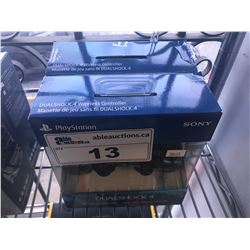 DUALSHOCK 4 Wireless Controller
Manette de jeu sans fil DUALSHOCK 4
DUALSHOCK 4 Wireless Controller
Manette de jeu sans fil DUALSHOCK 4
PlayStation
SONY
able
ableauctions.ca
13
DUALSHOCK 4